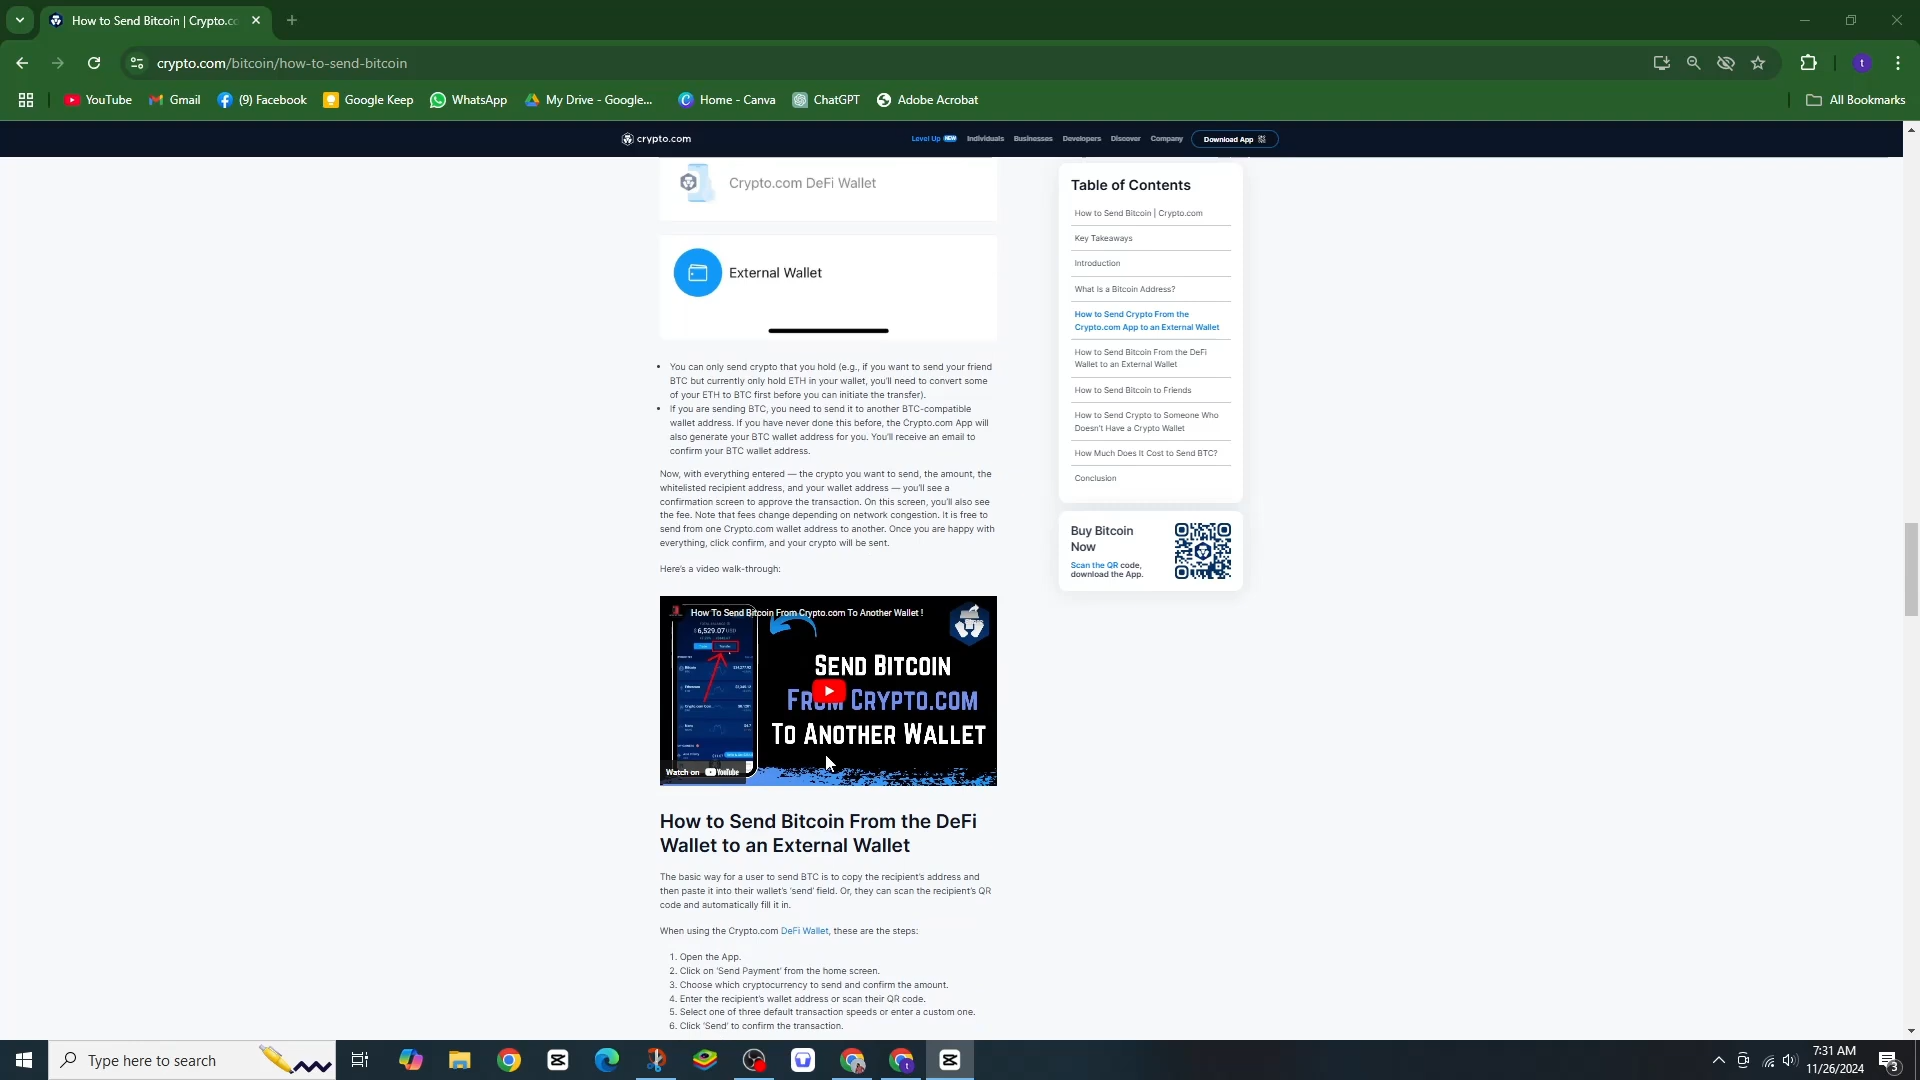 How to Send Bitcoin | Crypto.co
crypto.com/bitcoin/how-to-send-bitcoin
t
YouTube
Gmail
(9) Facebook
Google Keep
WhatsApp
My Drive - Google...
Home - Canva
ChatGPT
Adobe Acrobat
All Bookmarks
crypto.com
Level Up NEW
Individuals
Businesses
Developers
Discover
Company
Download App
Crypto.com DeFi Wallet
External Wallet
• You can only send crypto that you hold (e.g., if you want to send your friend
BTC but currently only hold ETH in your wallet, you'll need to convert some
of your ETH to BTC first before you can initiate the transfer).
• If you are sending BTC, you need to send it to another BTC-compatible
wallet address. If you have never done this before, the Crypto.com App will
also generate your BTC wallet address for you. You'll receive an email to
confirm your BTC wallet address.
Now, with everything entered — the crypto you want to send, the amount, the
whitelisted recipient address, and your wallet address — you'll see a
confirmation screen to approve the transaction. On this screen, you'll also see
the fee. Note that fees change depending on network congestion. It is free to
send from one Crypto.com wallet address to another. Once you are happy with
everything, click confirm, and your crypto will be sent.
Here's a video walk-through:
How To Send Bitcoin From Crypto.com To Another Wallet !
$6,529.07 USD
SEND BITCOIN
FROM CRYPTO.COM
TO ANOTHER WALLET
Watch on YouTube
How to Send Bitcoin From the DeFi
Wallet to an External Wallet
The basic way for a user to send BTC is to copy the recipient's address and
then paste it into their wallet's 'send' field. Or, they can scan the recipient's QR
code and automatically fill it in.
When using the Crypto.com DeFi Wallet, these are the steps:
1. Open the App.
2. Click on 'Send Payment' from the home screen.
3. Choose which cryptocurrency to send and confirm the amount.
4. Enter the recipient's wallet address or scan their QR code.
5. Select one of three default transaction speeds or enter a custom one.
6. Click 'Send' to confirm the transaction.
Table of Contents
How to Send Bitcoin | Crypto.com
Key Takeaways
Introduction
What Is a Bitcoin Address?
How to Send Crypto From the
Crypto.com App to an External Wallet
How to Send Bitcoin From the DeFi
Wallet to an External Wallet
How to Send Bitcoin to Friends
How to Send Crypto to Someone Who
Doesn't Have a Crypto Wallet
How Much Does It Cost to Send BTC?
Conclusion
Buy Bitcoin
Now
Scan the QR code,
download the App.
Type here to search
7:31 AM
11/26/2024
3